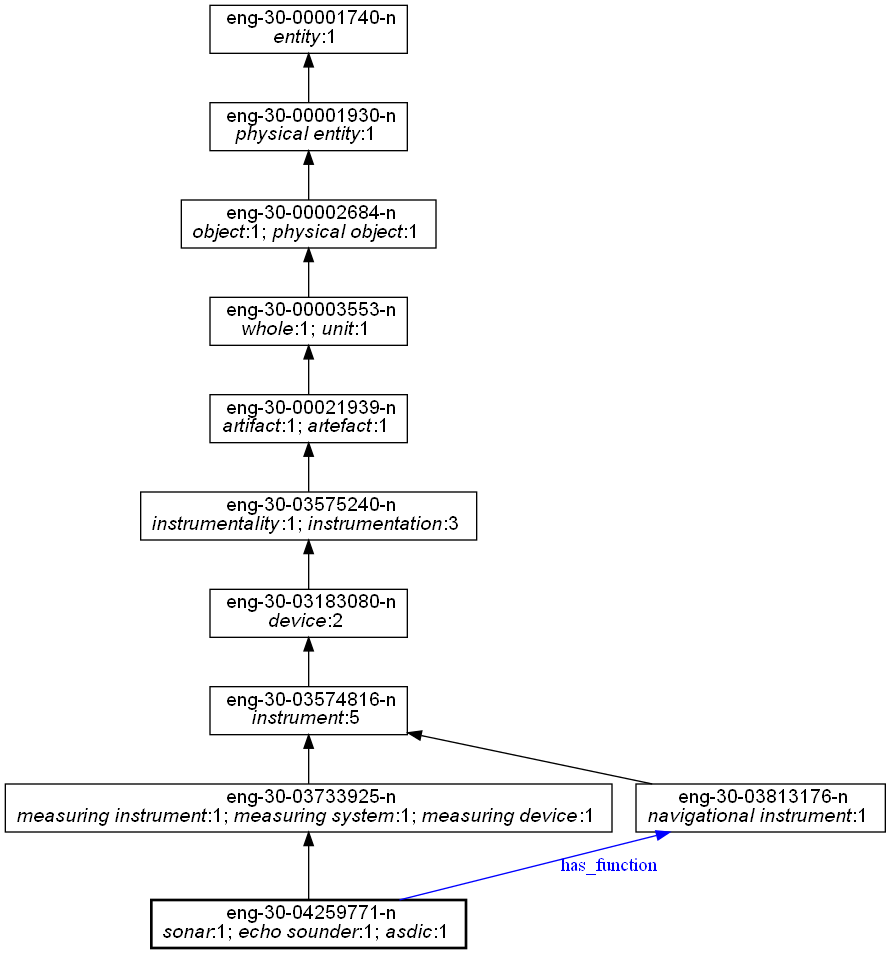 eng-30-00001740-n
entity:1
eng-30-00001930-n
physical entity:1
eng-30-00002684-n
object:1; physical object:1
eng-30-00003553-n
whole:1; unit:1
eng-30-00021939-n
artifact:1; artefact:1
eng-30-03575240-n
instrumentality:1; instrumentation:3
eng-30-03183080-n
device:2
eng-30-03574816-n
instrument:5
eng-30-03733925-n
measuring instrument:1; measuring system:1; measuring device:1
eng-30-03813176-n
navigational instrument:1
has_function
eng-30-04259771-n
sonar:1; echo sounder:1; asdic:1